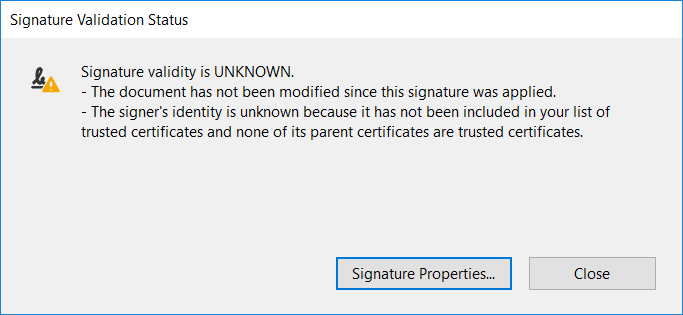 Signature Validation Status
Signature validity is UNKNOWN.
- The document has not been modified since this signature was applied.
- The signer's identity is unknown because it has not been included in your list of
trusted certificates and none of its parent certificates are trusted certificates.
Signature Properties...
Close